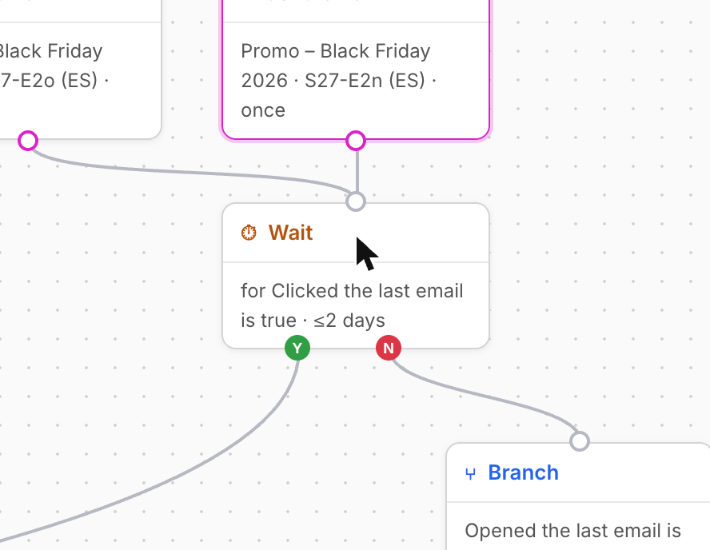 Black Friday
7-E2o (ES) ·
Promo – Black Friday
2026 · S27-E2n (ES) ·
once
Wait
for Clicked the last email
is true · ≤2 days
Y
N
Branch
Opened the last email is